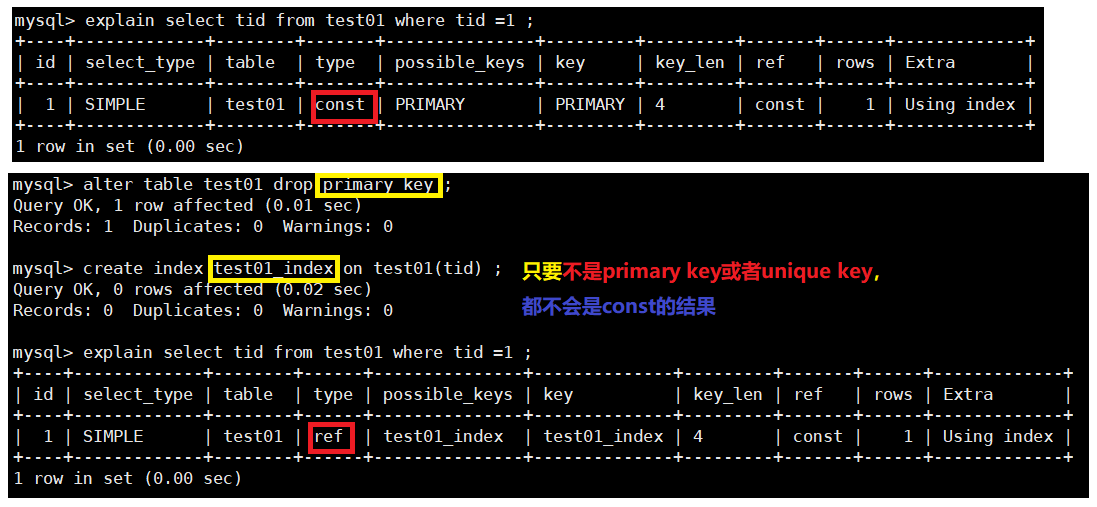 mysql> explain select tid from test01 where tid =1 ;
+----+-------------+--------+-------+---------------+---------+---------+-------+------+-------------+
| id | select_type | table  | type  | possible_keys | key     | key_len | ref   | rows | Extra       |
+----+-------------+--------+-------+---------------+---------+---------+-------+------+-------------+
|  1 | SIMPLE      | test01 | const | PRIMARY       | PRIMARY | 4       | const |    1 | Using index |
+----+-------------+--------+-------+---------------+---------+---------+-------+------+-------------+
1 row in set (0.00 sec)
mysql> alter table test01 drop primary key ;
Query OK, 1 row affected (0.01 sec)
Records: 1  Duplicates: 0  Warnings: 0
mysql> create index test01_index on test01(tid) ;
只要不是primary key或者unique key,
Query OK, 0 rows affected (0.02 sec)
都不会是const的结果
Records: 0  Duplicates: 0  Warnings: 0
mysql> explain select tid from test01 where tid =1 ;
+----+-------------+--------+------+---------------+--------------+---------+-------+------+-------------+
| id | select_type | table  | type | possible_keys | key          | key_len | ref   | rows | Extra       |
+----+-------------+--------+------+---------------+--------------+---------+-------+------+-------------+
|  1 | SIMPLE      | test01 | ref  | test01_index  | test01_index | 4       | const |    1 | Using index |
+----+-------------+--------+------+---------------+--------------+---------+-------+------+-------------+
1 row in set (0.00 sec)